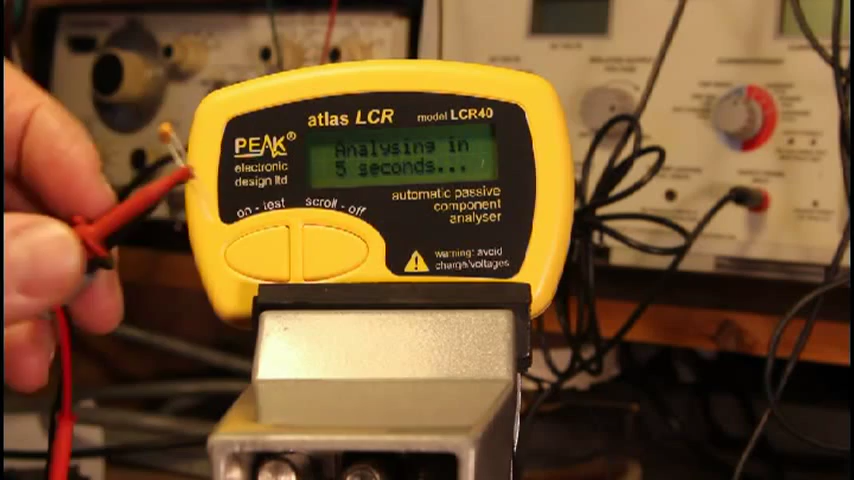 atlas LCR model LCR40
PEAK®
electronic
design ltd
Analysing in
5 seconds...
automatic passive
component
analyser
on - test scroll - off
warning: avoid
charge/voltages